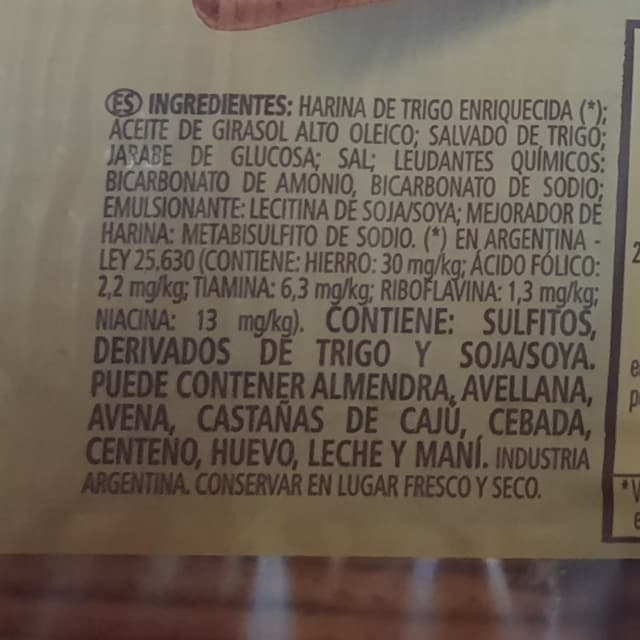 ES INGREDIENTES: HARINA DE TRIGO ENRIQUECIDA (*);
ACEITE DE GIRASOL ALTO OLEICO; SALVADO DE TRIGO;
JARABE DE GLUCOSA; SAL; LEUDANTES QUÍMICOS:
BICARBONATO DE AMONIO, BICARBONATO DE SODIO;
EMULSIONANTE: LECITINA DE SOJA/SOYA; MEJORADOR DE
HARINA: METABISULFITO DE SODIO. (*) EN ARGENTINA -
LEY 25.630 (CONTIENE: HIERRO: 30 mg/kg; ÁCIDO FÓLICO:
2,2 mg/kg; TIAMINA: 6,3 mg/kg; RIBOFLAVINA: 1,3 mg/kg;
NIACINA: 13 mg/kg). CONTIENE: SULFITOS,
DERIVADOS DE TRIGO Y SOJA/SOYA.
PUEDE CONTENER ALMENDRA, AVELLANA,
AVENA, CASTAÑAS DE CAJÚ, CEBADA,
CENTENO, HUEVO, LECHE Y MANÍ. INDUSTRIA
ARGENTINA. CONSERVAR EN LUGAR FRESCO Y SECO.